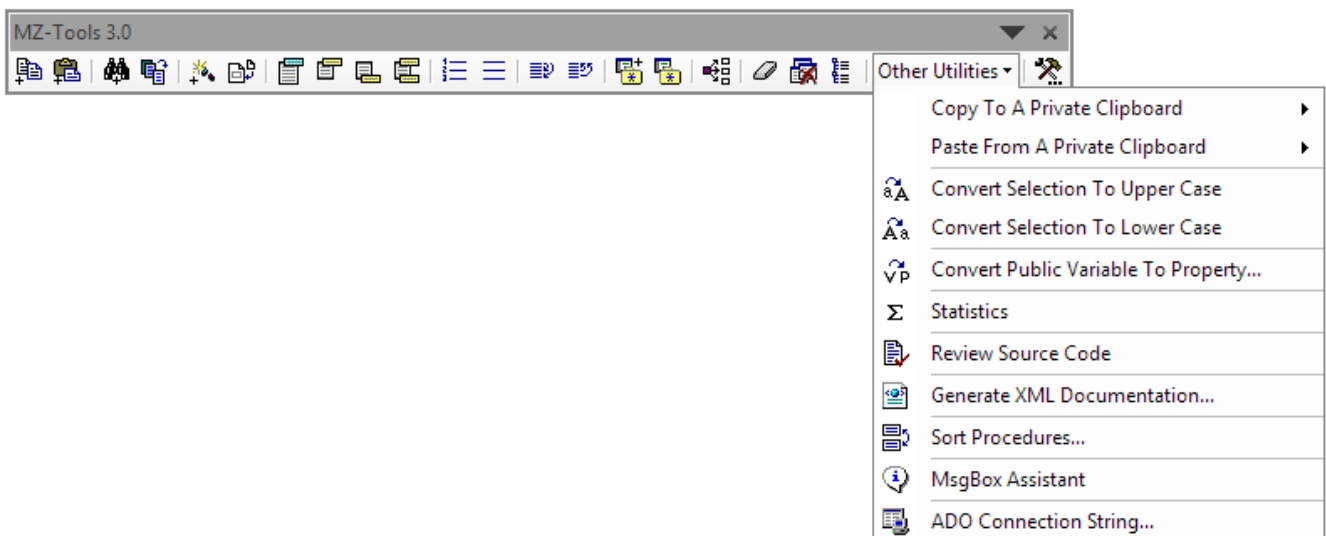 MZ-Tools 3.0
Other Utilities
Copy To A Private Clipboard
Paste From A Private Clipboard
Convert Selection To Upper Case
Convert Selection To Lower Case
Convert Public Variable To Property...
Statistics
Review Source Code
Generate XML Documentation...
Sort Procedures...
MsgBox Assistant
ADO Connection String...